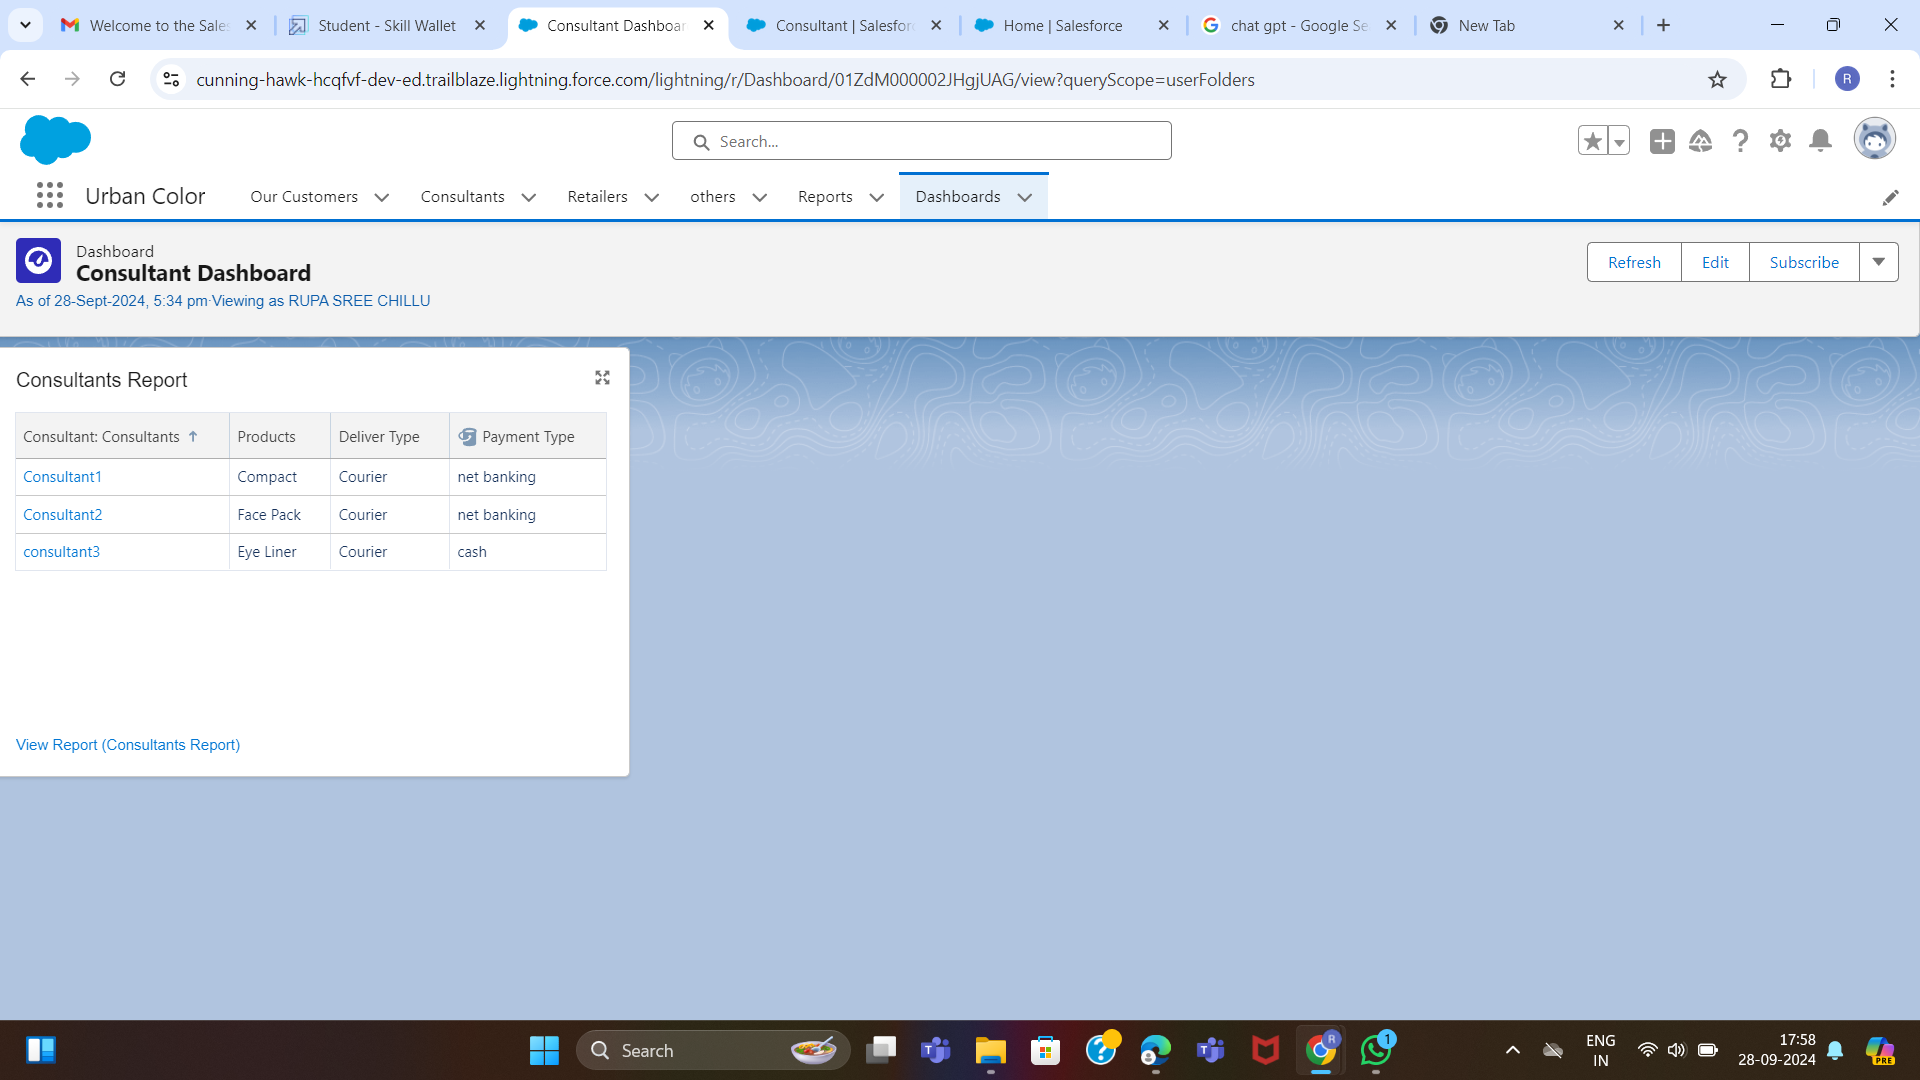 Welcome to the Sales
Student - Skill Wallet
Consultant Dashboar
Consultant | Salesforc
Home | Salesforce
chat gpt - Google Se
New Tab
cunning-hawk-hcqfvf-dev-ed.trailblaze.lightning.force.com/lightning/r/Dashboard/01ZdM000002JHgjUAG/view?queryScope=userFolders
R
Search...
Urban Color
Our Customers
Consultants
Retailers
others
Reports
Dashboards
Dashboard
Consultant Dashboard
As of 28-Sept-2024, 5:34 pm·Viewing as RUPA SREE CHILLU
Refresh
Edit
Subscribe
Consultants Report
Consultant: Consultants ↑ Products Deliver Type Payment Type
Consultant1 Compact Courier net banking
Consultant2 Face Pack Courier net banking
consultant3 Eye Liner Courier cash
View Report (Consultants Report)
Search
R
1
ENG
IN
17:58
28-09-2024
PRE